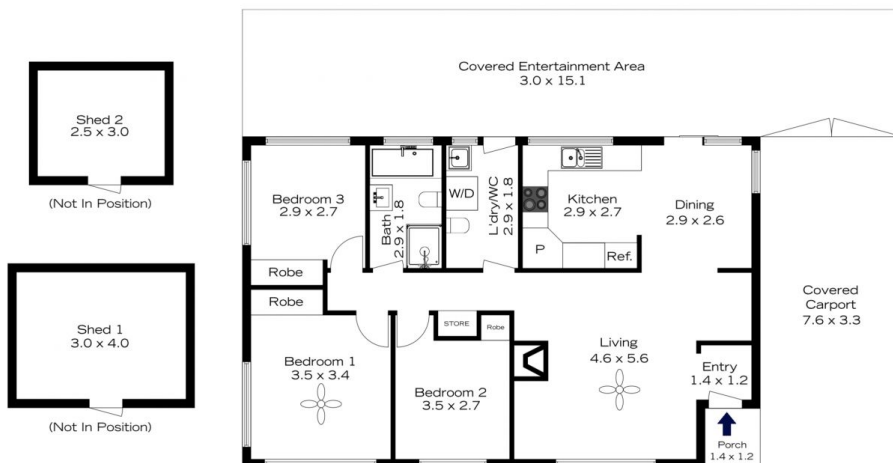 Covered Entertainment Area
3.0 x 15.1
Shed 2
2.5 x 3.0
(Not In Position)
Shed 1
3.0 x 4.0
(Not In Position)
Bedroom 3
2.9 x 2.7
Robe
Robe
Bath
2.9 x 1.8
W/D
L'dry/WC
2.9 x 1.8
Kitchen
2.9 x 2.7
P
Ref.
Dining
2.9 x 2.6
Covered
Carport
7.6 x 3.3
Bedroom 1
3.5 x 3.4
STORE
Robe
Bedroom 2
3.5 x 2.7
Living
4.6 x 5.6
Entry
1.4 x 1.2
Porch
1.4 x 1.2